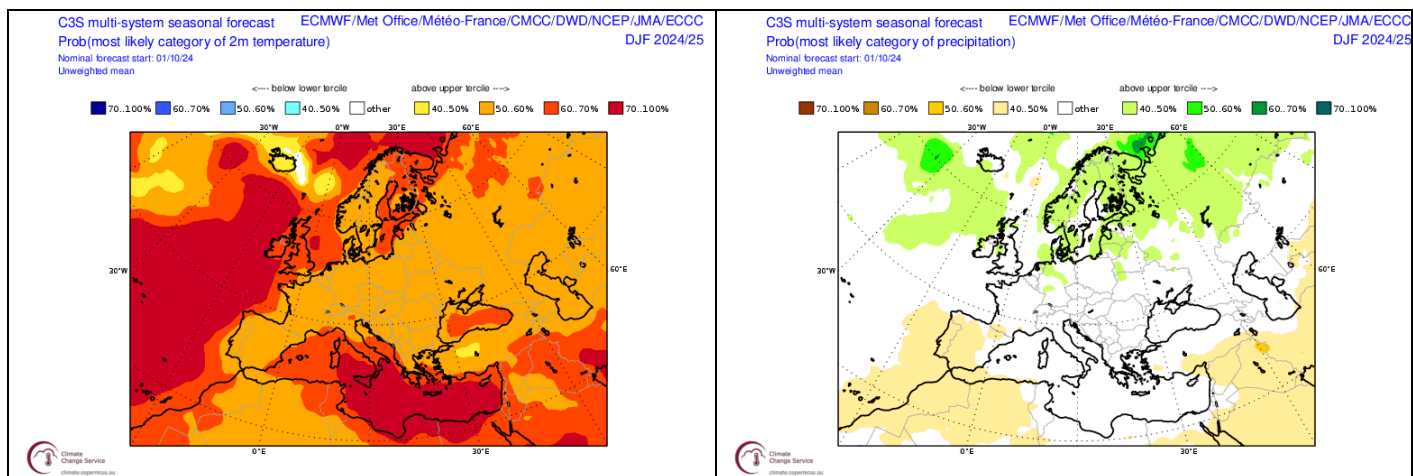 C3S multi-system seasonal forecast ECMWF/Met Office/Météo-France/CMCC/DWD/NCEP/JMA/ECCC
Prob(most likely category of 2m temperature) DJF 2024/25
Nominal forecast start: 01/10/24
Unweighted mean
<---- below lower tercile above upper tercile ---->
70..100% 60..70% 50..60% 40..50% other 40..50% 50..60% 60..70% 70..100%
30°W 0°W 30°E 60°E
30°W 60°E
0°E 30°E
Climate
Change Service
climate.copernicus.eu
C3S multi-system seasonal forecast ECMWF/Met Office/Météo-France/CMCC/DWD/NCEP/JMA/ECCC
Prob(most likely category of precipitation) DJF 2024/25
Nominal forecast start: 01/10/24
Unweighted mean
<---- below lower tercile above upper tercile ---->
70..100% 60..70% 50..60% 40..50% other 40..50% 50..60% 60..70% 70..100%
30°W 0°W 30°E 60°E
30°W 60°E
0°E 30°E
Climate
Change Service
climate.copernicus.eu